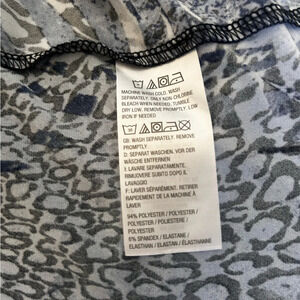 MACHINE WASH COLD. WASH
SEPARATELY. ONLY NON CHLORINE
BLEACH WHEN NEEDED. TUMBLE
DRY LOW. REMOVE PROMPTLY. LOW
IRON IF NEEDED
GB: WASH SEPARATELY. REMOVE
PROMPTLY.
D: SEPARAT WASCHEN. VOR DER
WÄSCHE ENTFERNEN
I: LAVARE SEPARATAMENTE.
RIMUOVERE SUBITO DOPO IL
LAVAGGIO
F: LAVER SÉPARÉMENT. RETIRER
RAPIDEMENT DE LA MACHINE À
LAVER
94% POLYESTER / POLYESTER /
POLYESTER / POLIESTERE /
POLYESTER
6% SPANDEX / ELASTANE /
ELASTHAN / ELASTAN / ÉLASTHANNE